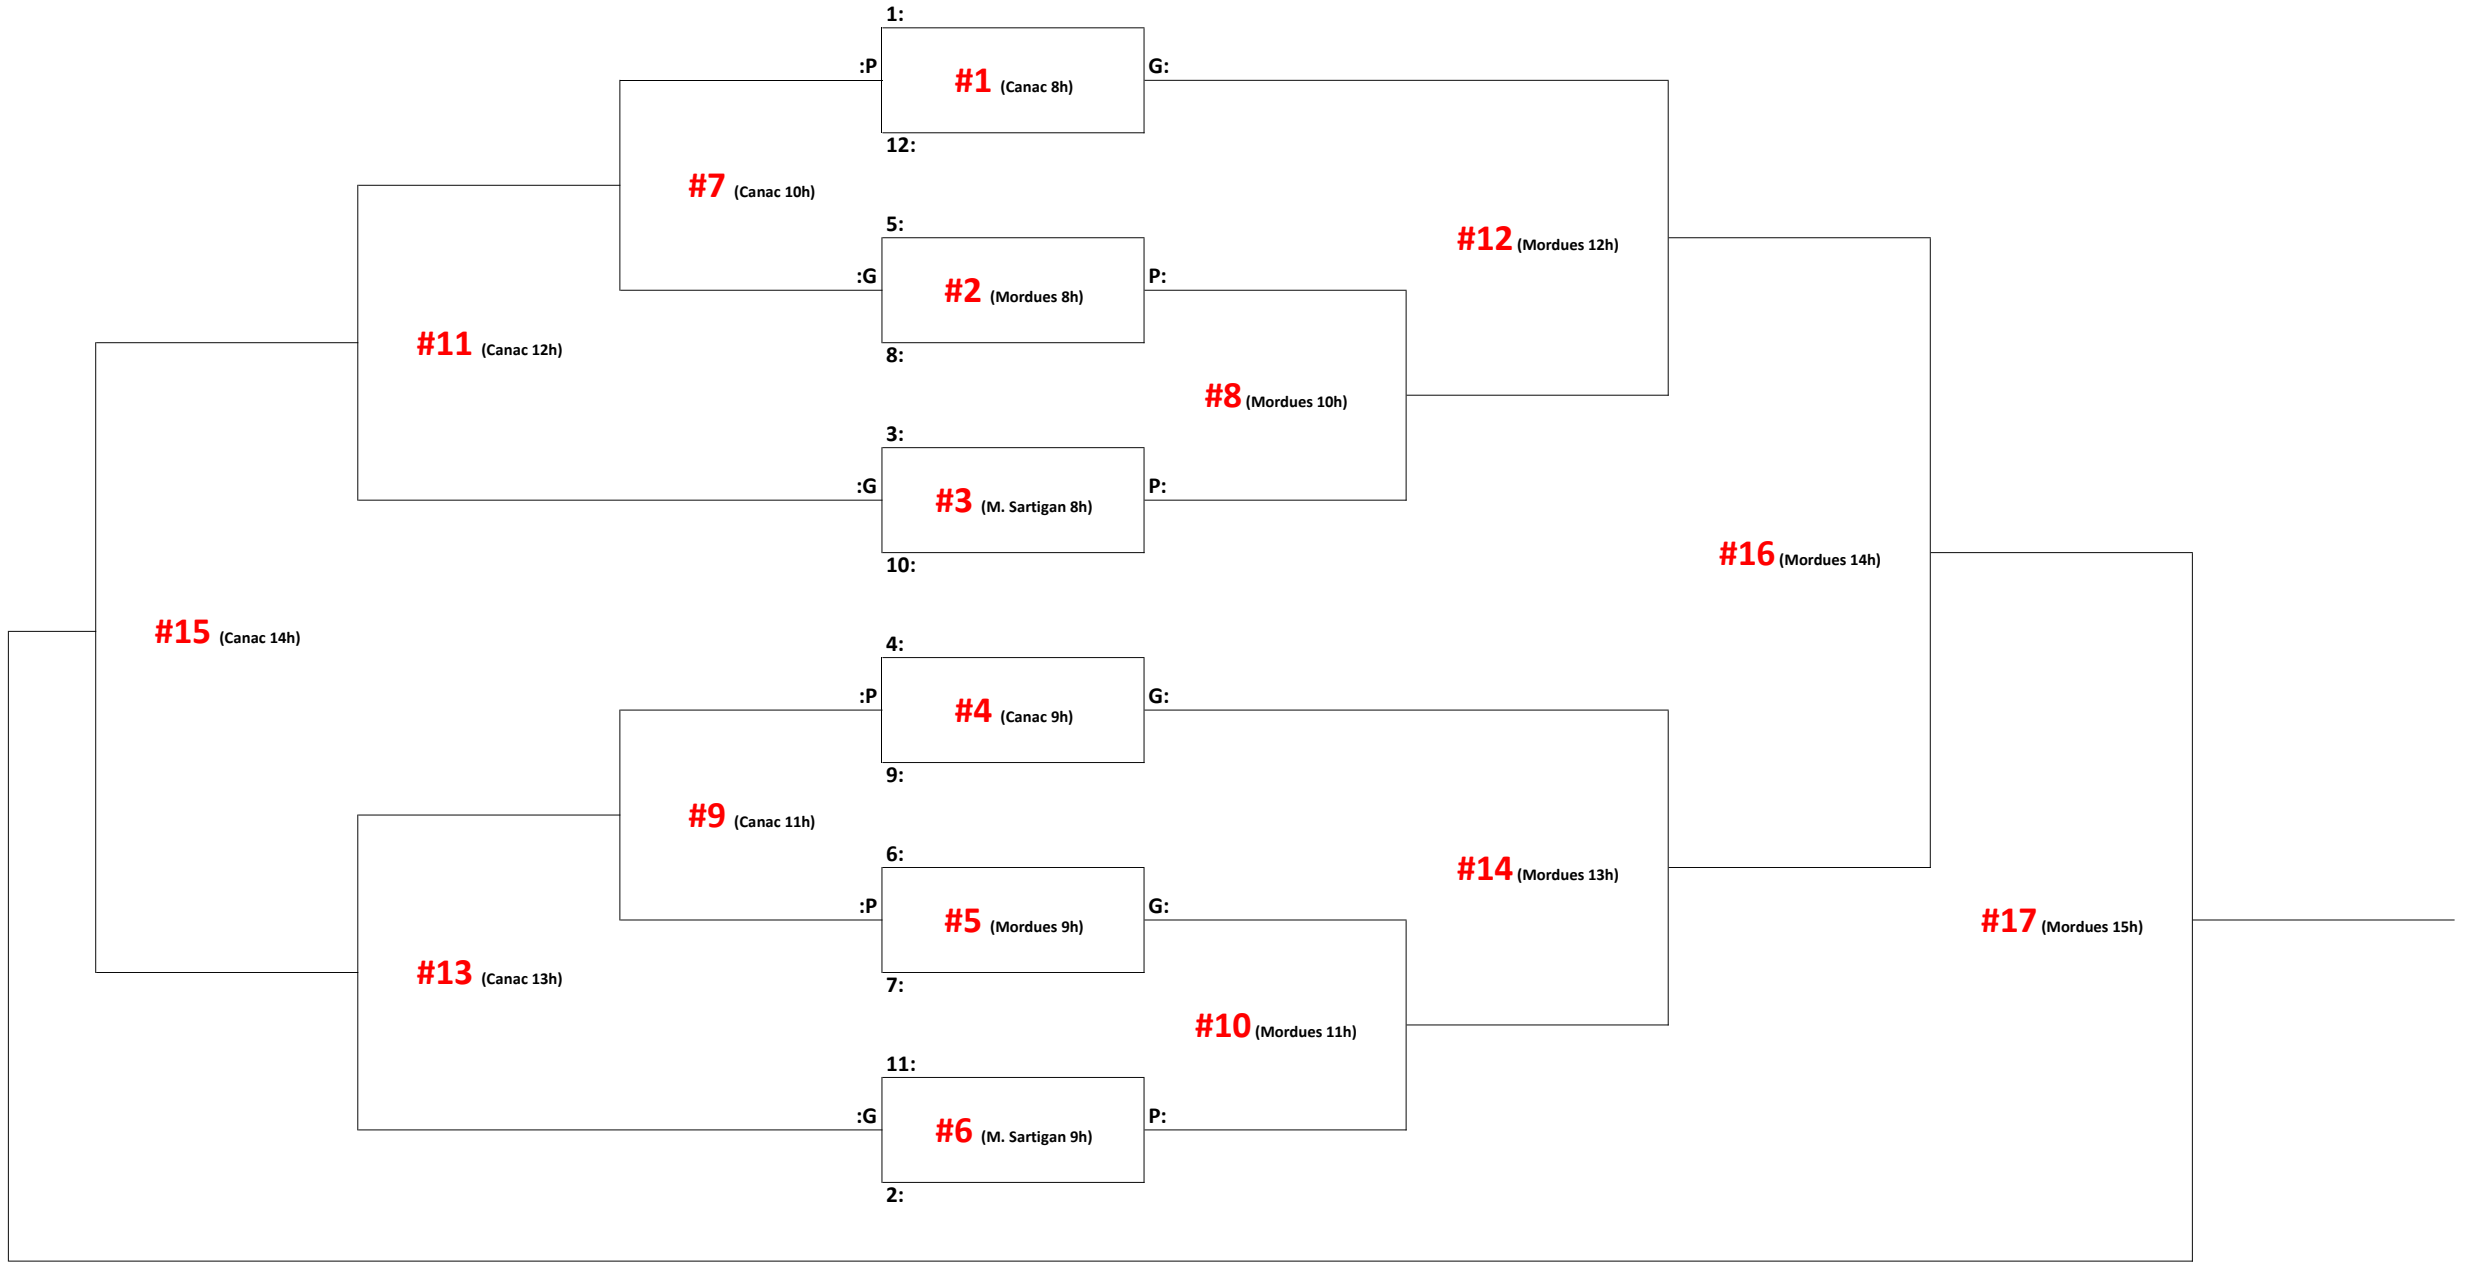 1:
:P
#1 (Canac 8h)
G:
12:
#7 (Canac 10h)
5:
#12 (Mordues 12h)
:G
#2 (Mordues 8h)
P:
#11 (Canac 12h)
8:
#8 (Mordues 10h)
3:
:G
#3 (M. Sartigan 8h)
P:
10:
#16 (Mordues 14h)
#15 (Canac 14h)
4:
:P
#4 (Canac 9h)
G:
9:
#9 (Canac 11h)
6:
#14 (Mordues 13h)
:P
#5 (Mordues 9h)
G:
#17 (Mordues 15h)
#13 (Canac 13h)
7:
#10 (Mordues 11h)
11:
:G
#6 (M. Sartigan 9h)
P:
2: